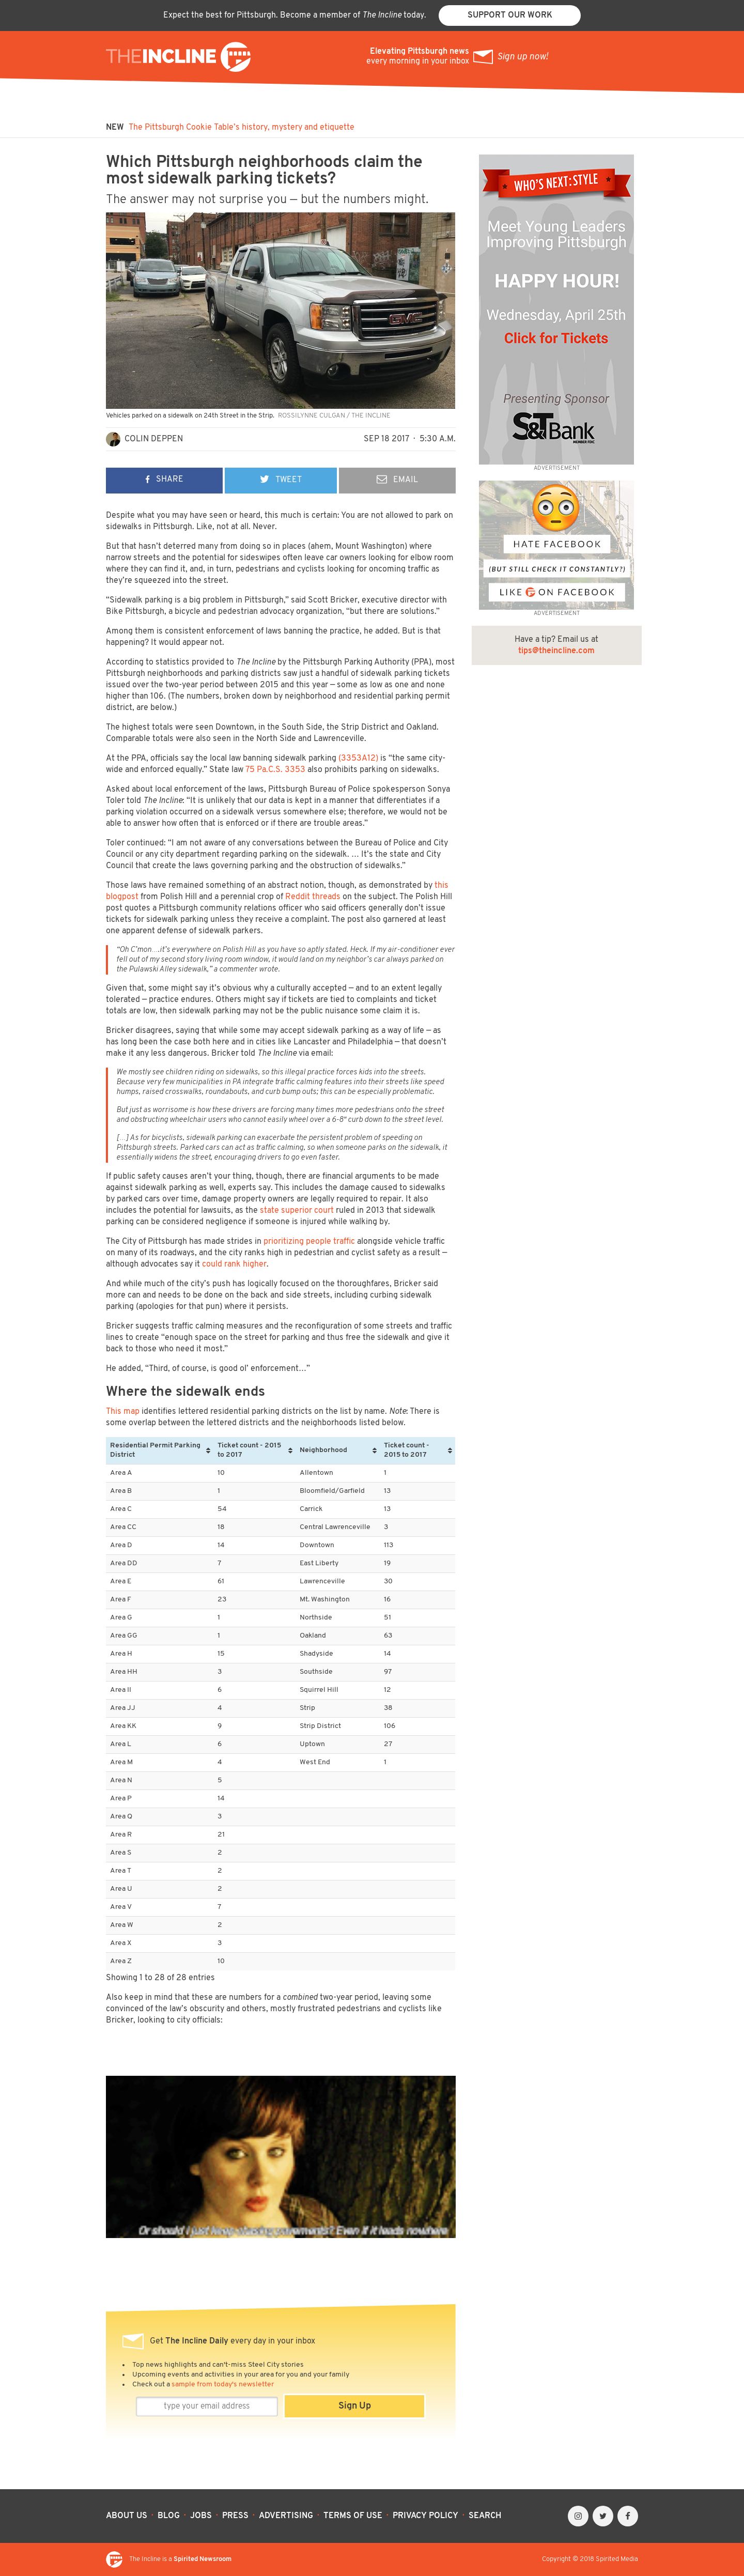 Expect the best for Pittsburgh. Become a member of The Incline today.
SUPPORT OUR WORK
THEINCLINE
Elevating Pittsburgh news
every morning in your inbox
Sign up now!
NEW The Pittsburgh Cookie Table's history, mystery and etiquette
Which Pittsburgh neighborhoods claim the
most sidewalk parking tickets?
The answer may not surprise you — but the numbers might.
GMC
Vehicles parked on a sidewalk on 24th Street in the Strip. ROSSILYNNE CULGAN / THE INCLINE
COLIN DEPPEN
SEP 18 2017 · 5:30 A.M.
SHARE
TWEET
EMAIL
Despite what you may have seen or heard, this much is certain: You are not allowed to park on
sidewalks in Pittsburgh. Like, not at all. Never.
But that hasn't deterred many from doing so in places (ahem, Mount Washington) where
narrow streets and the potential for sideswipes often leave car owners looking for elbow room
where they can find it, and, in turn, pedestrians and cyclists looking for oncoming traffic as
they're squeezed into the street.
“Sidewalk parking is a big problem in Pittsburgh,” said Scott Bricker, executive director with
Bike Pittsburgh, a bicycle and pedestrian advocacy organization, “but there are solutions.”
Among them is consistent enforcement of laws banning the practice, he added. But is that
happening? It would appear not.
According to statistics provided to The Incline by the Pittsburgh Parking Authority (PPA), most
Pittsburgh neighborhoods and parking districts saw just a handful of sidewalk parking tickets
issued over the two-year period between 2015 and this year — some as low as one and none
higher than 106. (The numbers, broken down by neighborhood and residential parking permit
district, are below.)
The highest totals were seen Downtown, in the South Side, the Strip District and Oakland.
Comparable totals were also seen in the North Side and Lawrenceville.
At the PPA, officials say the local law banning sidewalk parking (3353A12) is “the same city-
wide and enforced equally.” State law 75 Pa.C.S. 3353 also prohibits parking on sidewalks.
Asked about local enforcement of the laws, Pittsburgh Bureau of Police spokesperson Sonya
Toler told The Incline: “It is unlikely that our data is kept in a manner that differentiates if a
parking violation occurred on a sidewalk versus somewhere else; therefore, we would not be
able to answer how often that is enforced or if there are trouble areas.”
Toler continued: “I am not aware of any conversations between the Bureau of Police and City
Council or any city department regarding parking on the sidewalk. … It's the state and City
Council that create the laws governing parking and the obstruction of sidewalks.”
Those laws have remained something of an abstract notion, though, as demonstrated by this
blogpost from Polish Hill and a perennial crop of Reddit threads on the subject. The Polish Hill
post quotes a Pittsburgh community relations officer who said officers generally don't issue
tickets for sidewalk parking unless they receive a complaint. The post also garnered at least
one apparent defense of sidewalk parkers.
“Oh C'mon….it's everywhere on Polish Hill as you have so aptly stated. Heck. If my air-conditioner ever
fell out of my second story living room window, it would land on my neighbor's car always parked on
the Pulawski Alley sidewalk,” a commenter wrote.
Given that, some might say it's obvious why a culturally accepted — and to an extent legally
tolerated — practice endures. Others might say if tickets are tied to complaints and ticket
totals are low, then sidewalk parking may not be the public nuisance some claim it is.
Bricker disagrees, saying that while some may accept sidewalk parking as a way of life — as
has long been the case both here and in cities like Lancaster and Philadelphia — that doesn't
make it any less dangerous. Bricker told The Incline via email:
We mostly see children riding on sidewalks, so this illegal practice forces kids into the streets.
Because very few municipalities in PA integrate traffic calming features into their streets like speed
humps, raised crosswalks, roundabouts, and curb bump outs; this can be especially problematic.
But just as worrisome is how these drivers are forcing many times more pedestrians onto the street
and obstructing wheelchair users who cannot easily wheel over a 6-8″ curb down to the street level.
[…] As for bicyclists, sidewalk parking can exacerbate the persistent problem of speeding on
Pittsburgh streets. Parked cars can act as traffic calming, so when someone parks on the sidewalk, it
essentially widens the street, encouraging drivers to go even faster.
If public safety causes aren't your thing, though, there are financial arguments to be made
against sidewalk parking as well, experts say. This includes the damage caused to sidewalks
by parked cars over time, damage property owners are legally required to repair. It also
includes the potential for lawsuits, as the state superior court ruled in 2013 that sidewalk
parking can be considered negligence if someone is injured while walking by.
The City of Pittsburgh has made strides in prioritizing people traffic alongside vehicle traffic
on many of its roadways, and the city ranks high in pedestrian and cyclist safety as a result —
although advocates say it could rank higher.
And while much of the city's push has logically focused on the thoroughfares, Bricker said
more can and needs to be done on the back and side streets, including curbing sidewalk
parking (apologies for that pun) where it persists.
Bricker suggests traffic calming measures and the reconfiguration of some streets and traffic
lines to create “enough space on the street for parking and thus free the sidewalk and give it
back to those who need it most.”
He added, “Third, of course, is good ol' enforcement…”
Where the sidewalk ends
This map identifies lettered residential parking districts on the list by name. Note: There is
some overlap between the lettered districts and the neighborhoods listed below.
Residential Permit Parking District Ticket count - 2015 to 2017 Neighborhood Ticket count - 2015 to 2017
Area A 10 Allentown 1
Area B 1 Bloomfield/Garfield 13
Area C 54 Carrick 13
Area CC 18 Central Lawrenceville 3
Area D 14 Downtown 113
Area DD 7 East Liberty 19
Area E 61 Lawrenceville 30
Area F 23 Mt. Washington 16
Area G 1 Northside 51
Area GG 1 Oakland 63
Area H 15 Shadyside 14
Area HH 3 Southside 97
Area II 6 Squirrel Hill 12
Area JJ 4 Strip 38
Area KK 9 Strip District 106
Area L 6 Uptown 27
Area M 4 West End 1
Area N 5
Area P 14
Area Q 3
Area R 21
Area S 2
Area T 2
Area U 2
Area V 7
Area W 2
Area X 3
Area Z 10
Showing 1 to 28 of 28 entries
Also keep in mind that these are numbers for a combined two-year period, leaving some
convinced of the law's obscurity and others, mostly frustrated pedestrians and cyclists like
Bricker, looking to city officials:
Or should I just keep chasing pavements? Even if it leads nowhere
Get The Incline Daily every day in your inbox
• Top news highlights and can't-miss Steel City stories
• Upcoming events and activities in your area for you and your family
• Check out a sample from today's newsletter
type your email address
Sign Up
WHO'S NEXT: STYLE
Meet Young Leaders
Improving Pittsburgh
HAPPY HOUR!
Wednesday, April 25th
Click for Tickets
Presenting Sponsor
S&T Bank
MEMBER FDIC
ADVERTISEMENT
HATE FACEBOOK
(BUT STILL CHECK IT CONSTANTLY?)
LIKE ON FACEBOOK
ADVERTISEMENT
Have a tip? Email us at
tips@theincline.com
ABOUT US · BLOG · JOBS · PRESS · ADVERTISING · TERMS OF USE · PRIVACY POLICY · SEARCH
The Incline is a Spirited Newsroom
Copyright © 2018 Spirited Media